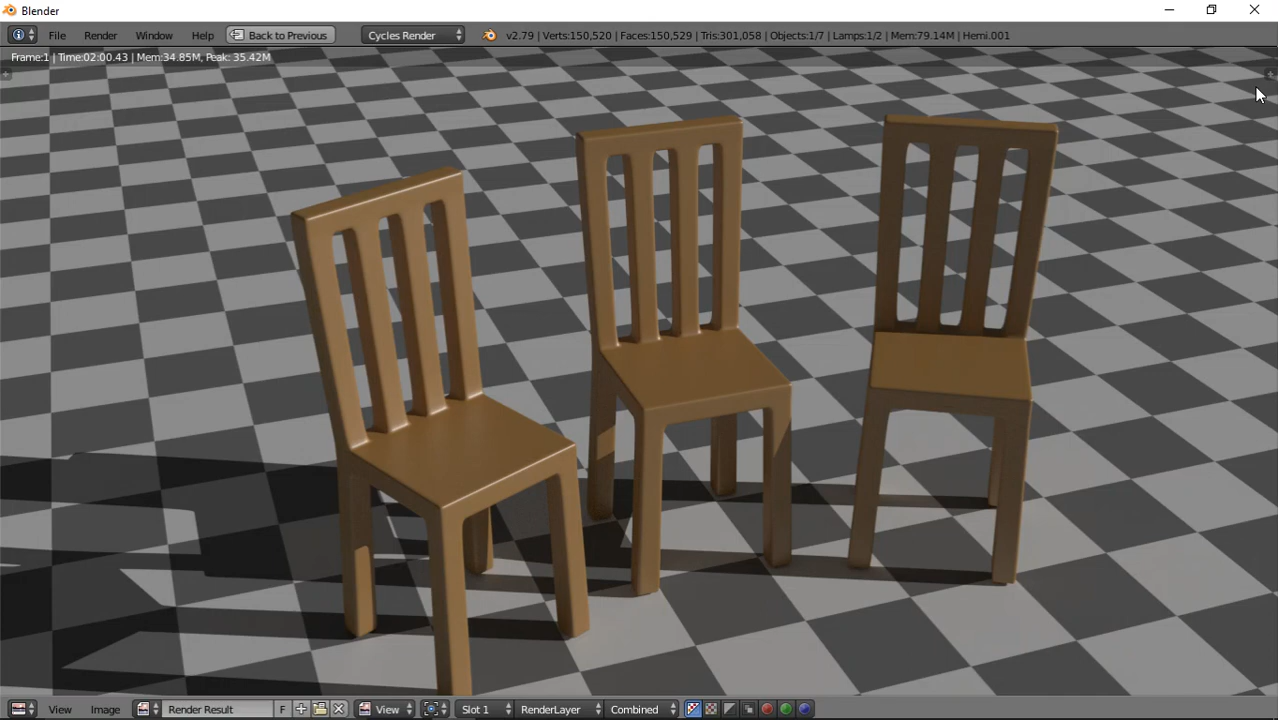 Blender
File Render Window Help Back to Previous Cycles Render v2.79 | Verts:150,520 | Faces:150,529 | Tris:301,058 | Objects:1/7 | Lamps:1/2 | Mem:79.14M | Hemi.001
Frame:1 | Time:02:00.43 | Mem:34.85M, Peak: 35.42M
View Image Render Result F View Slot 1 RenderLayer Combined